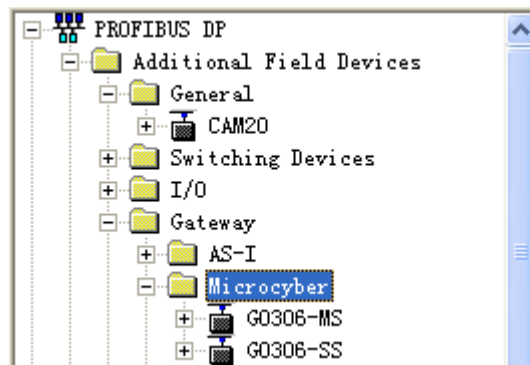 PROFIBUS DP
Additional Field Devices
General
CAM20
Switching Devices
I/O
Gateway
AS-I
Microcyber
G0306-MS
G0306-SS